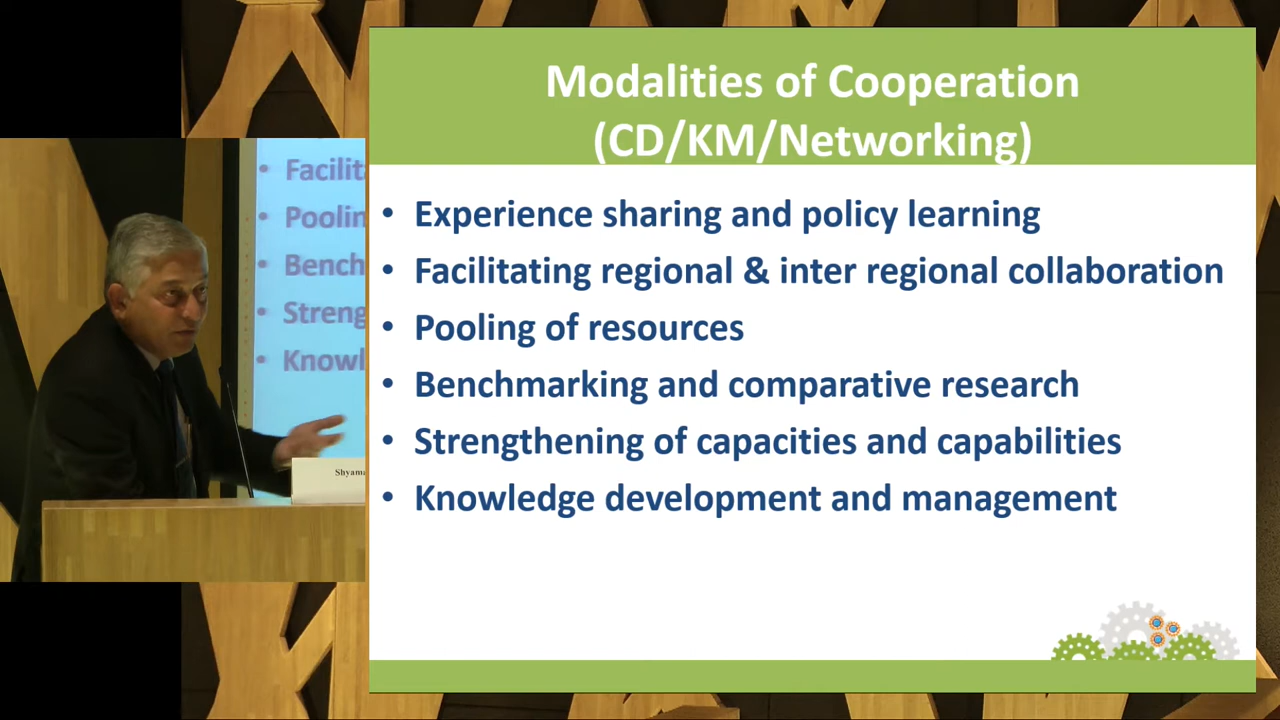 Modalities of Cooperation
(CD/KM/Networking)
• Experience sharing and policy learning
• Facilitating regional & inter regional collaboration
• Pooling of resources
• Benchmarking and comparative research
• Strengthening of capacities and capabilities
• Knowledge development and management